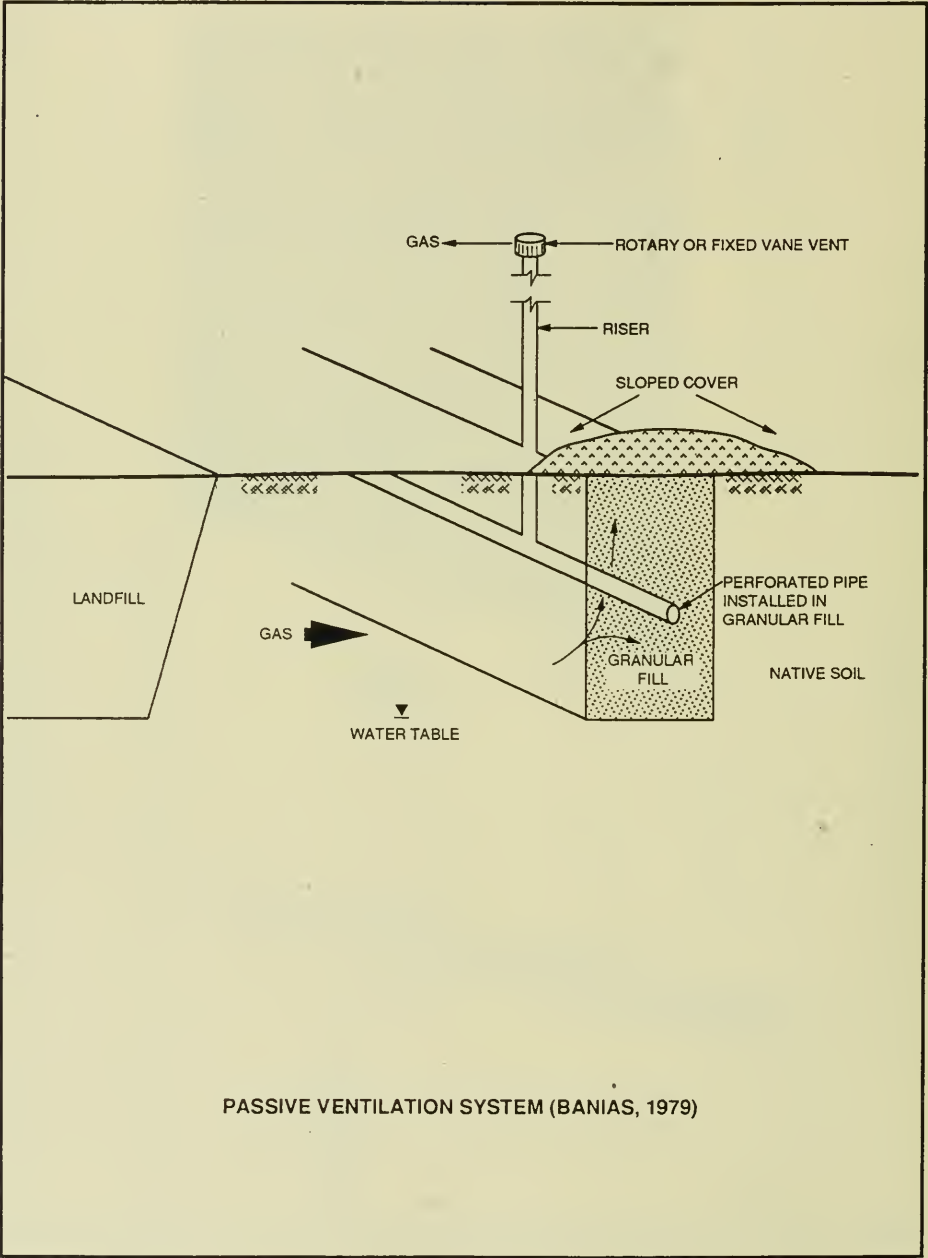 GAS
ROTARY OR FIXED VANE VENT
RISER
SLOPED COVER
LANDFILL
GAS
PERFORATED PIPE
INSTALLED IN
GRANULAR FILL
GRANULAR
FILL
NATIVE SOIL
WATER TABLE
PASSIVE VENTILATION SYSTEM (BANIAS, 1979)